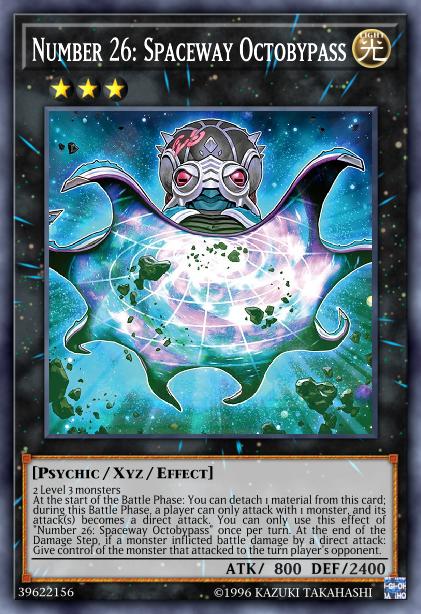 NUMBER 26: SPACEWAY OCTOBYPASS
LIGHT
光
26
[PSYCHIC / XYZ / EFFECT]
2 Level 3 monsters
At the start of the Battle Phase: You can detach 1 material from this card;
during this Battle Phase, a player can only attack with 1 monster, and its
attack(s) becomes a direct attack. You can only use this effect of
"Number 26: Spaceway Octobypass" once per turn. At the end of the
Damage Step, if a monster inflicted battle damage by a direct attack:
Give control of the monster that attacked to the turn player's opponent.
ATK/ 800 DEF/2400
39622156
©1996 KAZUKI TAKAHASHI